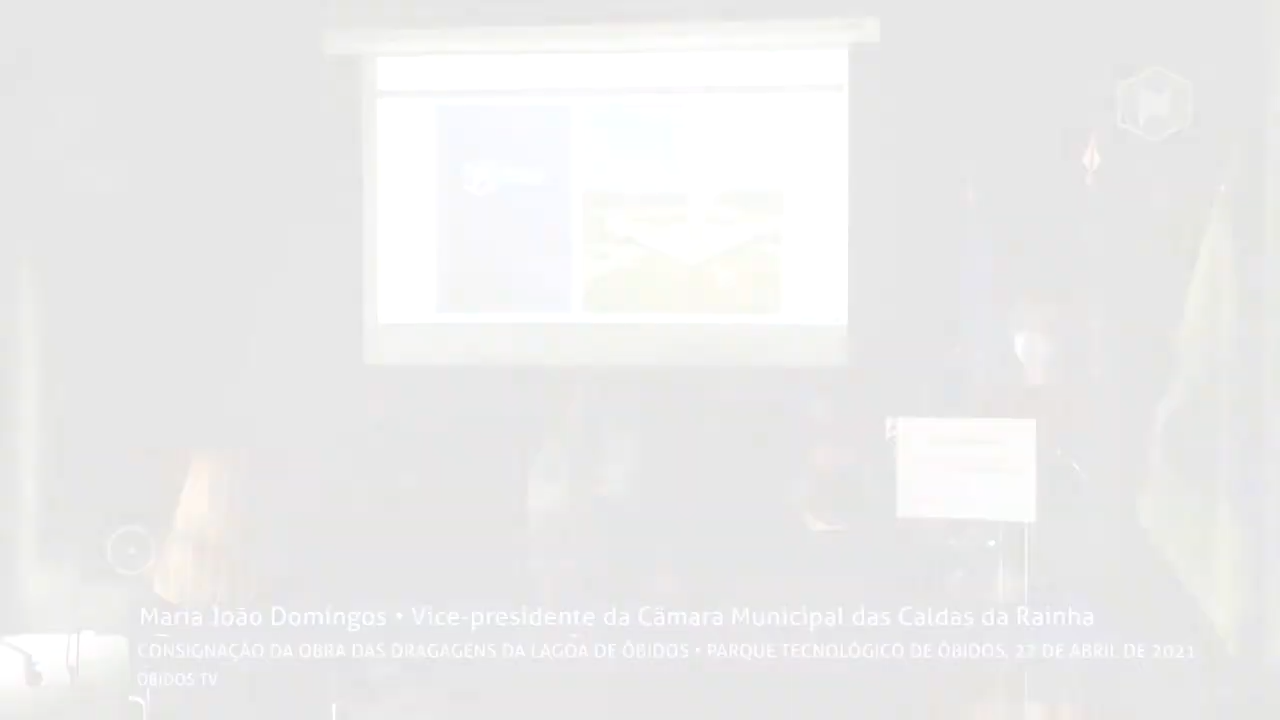 Maria João Domingos • Vice-presidente da Câmara Municipal das Caldas da Rainha
CONSIGNAÇÃO DA OBRA DAS DRAGAGENS DA LAGOA DE ÓBIDOS • PARQUE TECNOLÓGICO DE ÓBIDOS, 27 DE ABRIL DE 2021
ÓBIDOS TV